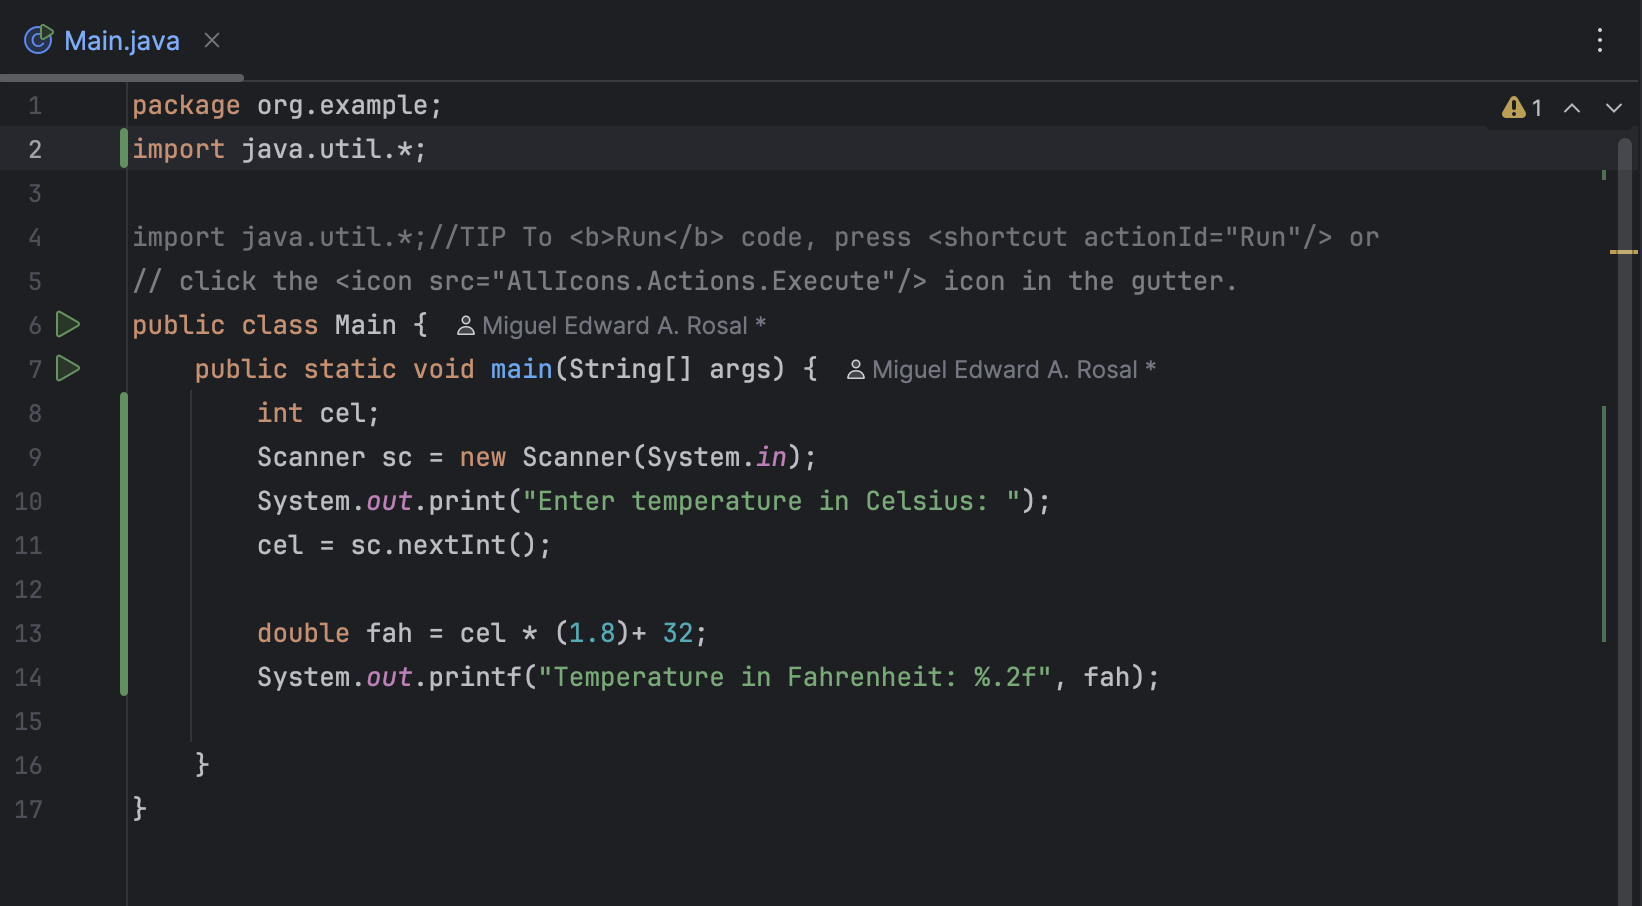 Main.java
1 package org.example;
1
2 import java.util.*;
3
4 import java.util.*;//TIP To <b>Run</b> code, press <shortcut actionId="Run"/> or
5 // click the <icon src="AllIcons.Actions.Execute"/> icon in the gutter.
6 public class Main { Miguel Edward A. Rosal *
7 public static void main(String[] args) { Miguel Edward A. Rosal *
8 int cel;
9 Scanner sc = new Scanner(System.in);
10 System.out.print("Enter temperature in Celsius: ");
11 cel = sc.nextInt();
12
13 double fah = cel * (1.8)+ 32;
14 System.out.printf("Temperature in Fahrenheit: %.2f", fah);
15
16 }
17 }